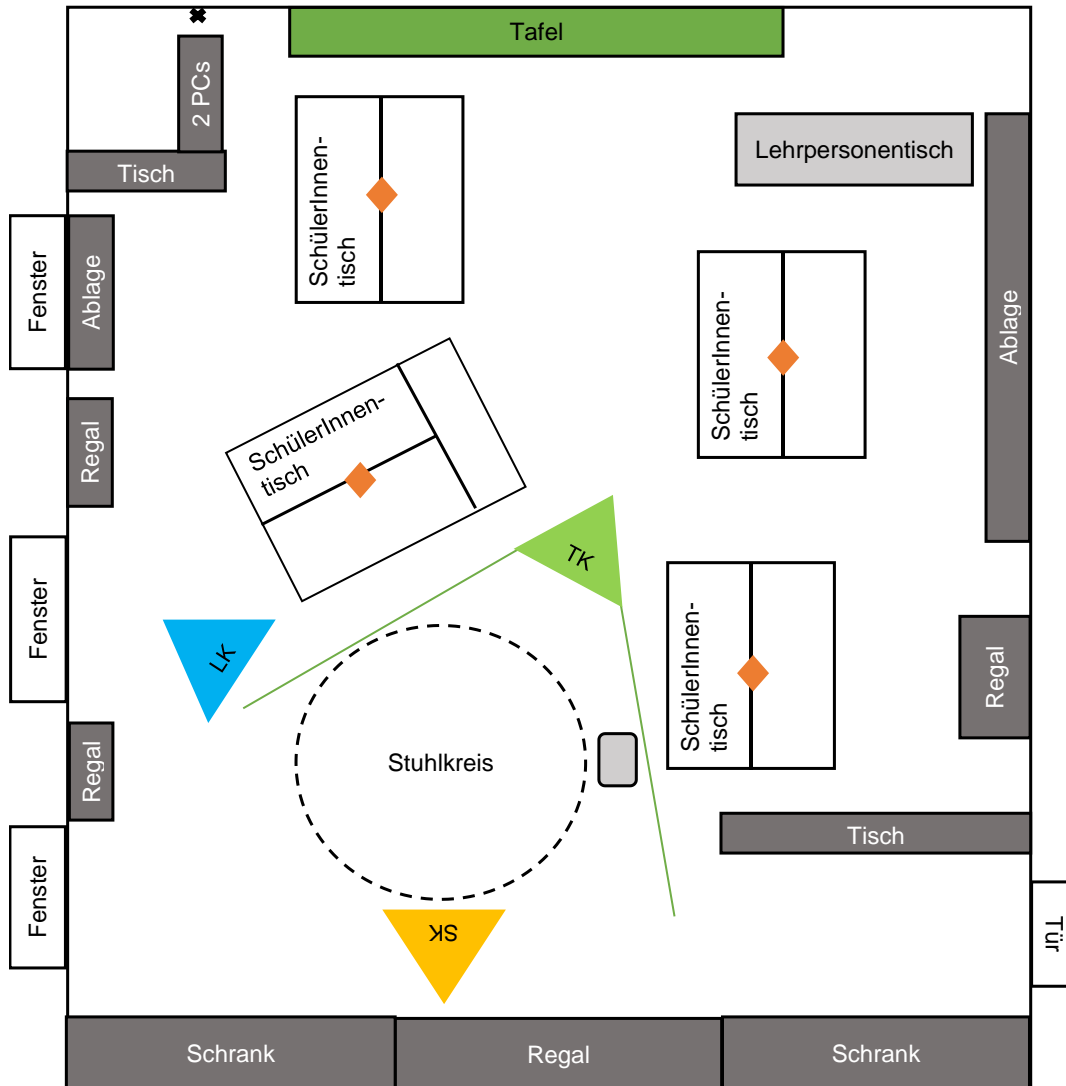 Tafel
2 PCs
Tisch
Lehrpersonentisch
SchülerInnen-
tisch
Fenster
Ablage
SchülerInnen-
tisch
Ablage
SchülerInnen-
tisch
Regal
TK
Fenster
LK
SchülerInnen-
tisch
Regal
Regal
Stuhlkreis
Tisch
Fenster
SK
Tür
Schrank
Regal
Schrank